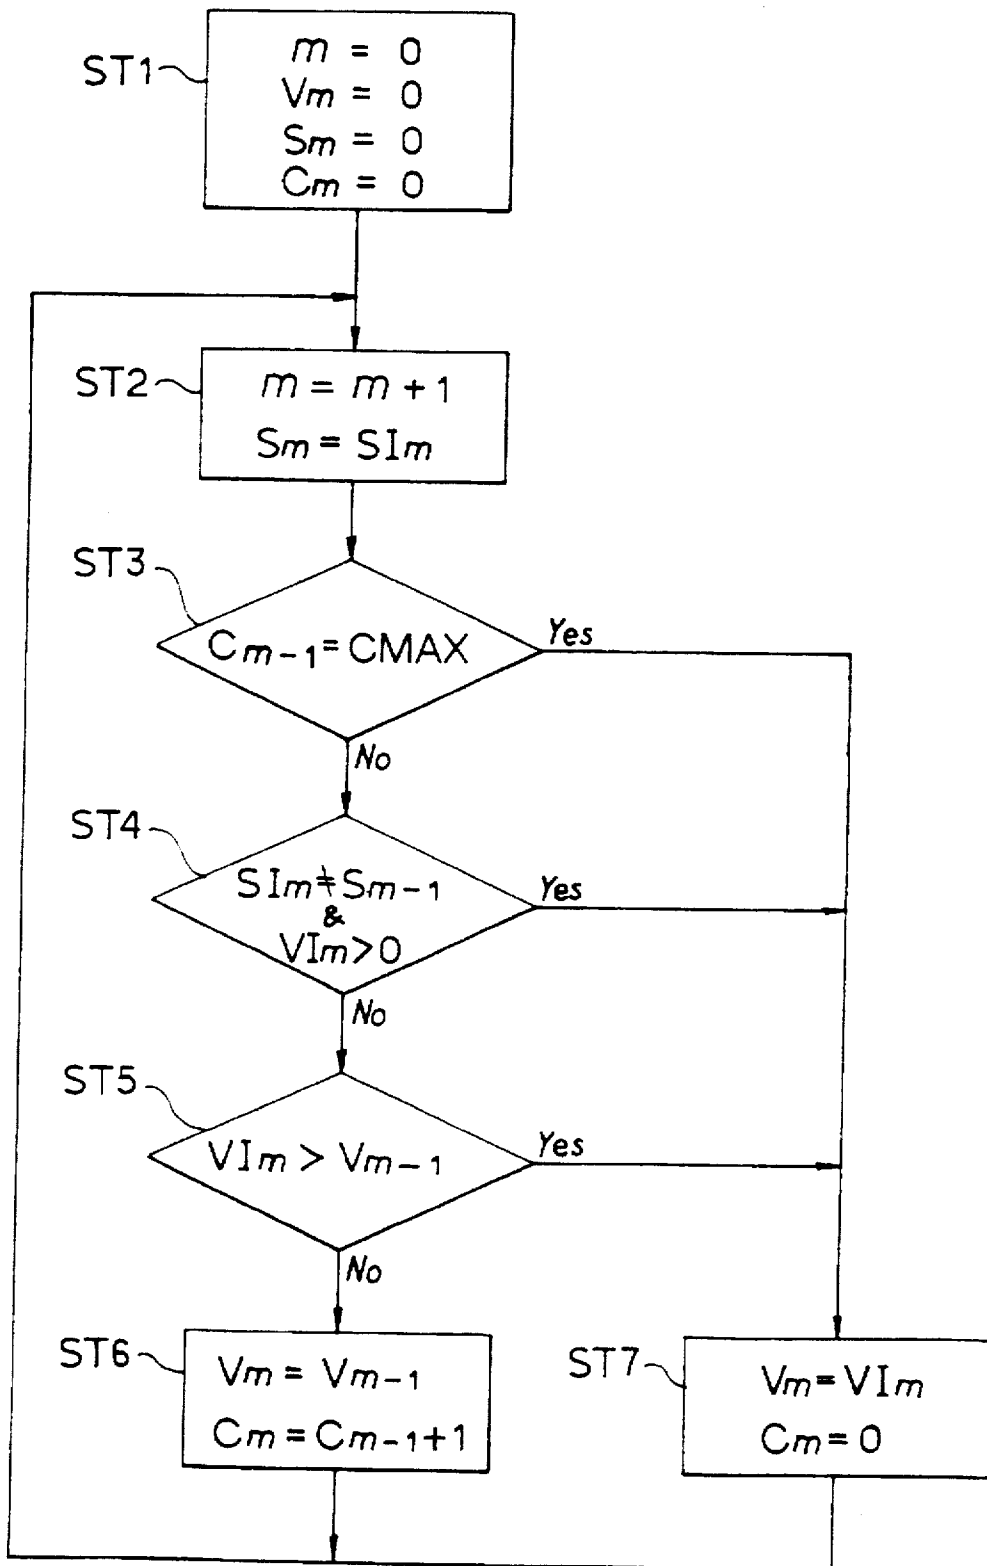 ST1
m = 0
Vm = 0
Sm = 0
Cm = 0
ST2
m = m + 1
Sm = SIm
ST3
Cm-1 = CMAX
Yes
No
ST4
SIm ≠ Sm-1
&
VIm > 0
Yes
No
ST5
VIm > Vm-1
Yes
No
ST6
Vm = Vm-1
Cm = Cm-1+1
ST7
Vm = VIm
Cm = 0